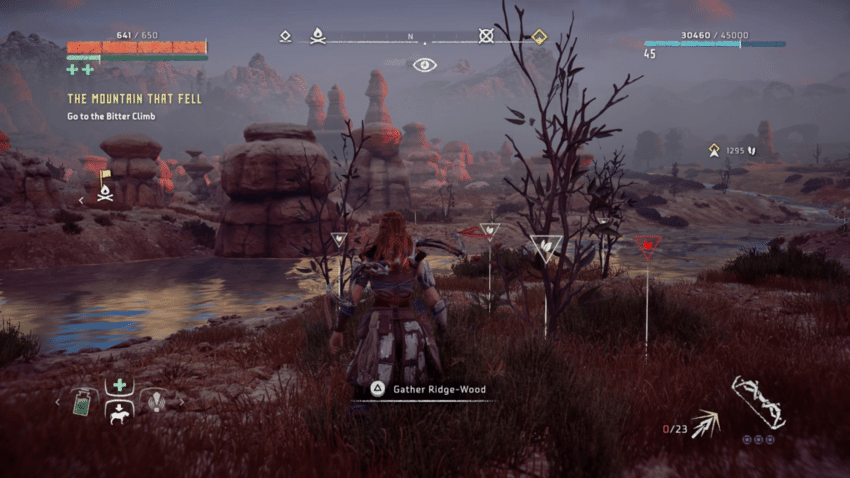 641 / 650
N
30460 / 45000
45
THE MOUNTAIN THAT FELL
Go to the Bitter Climb
1295
Gather Ridge-Wood
0/23